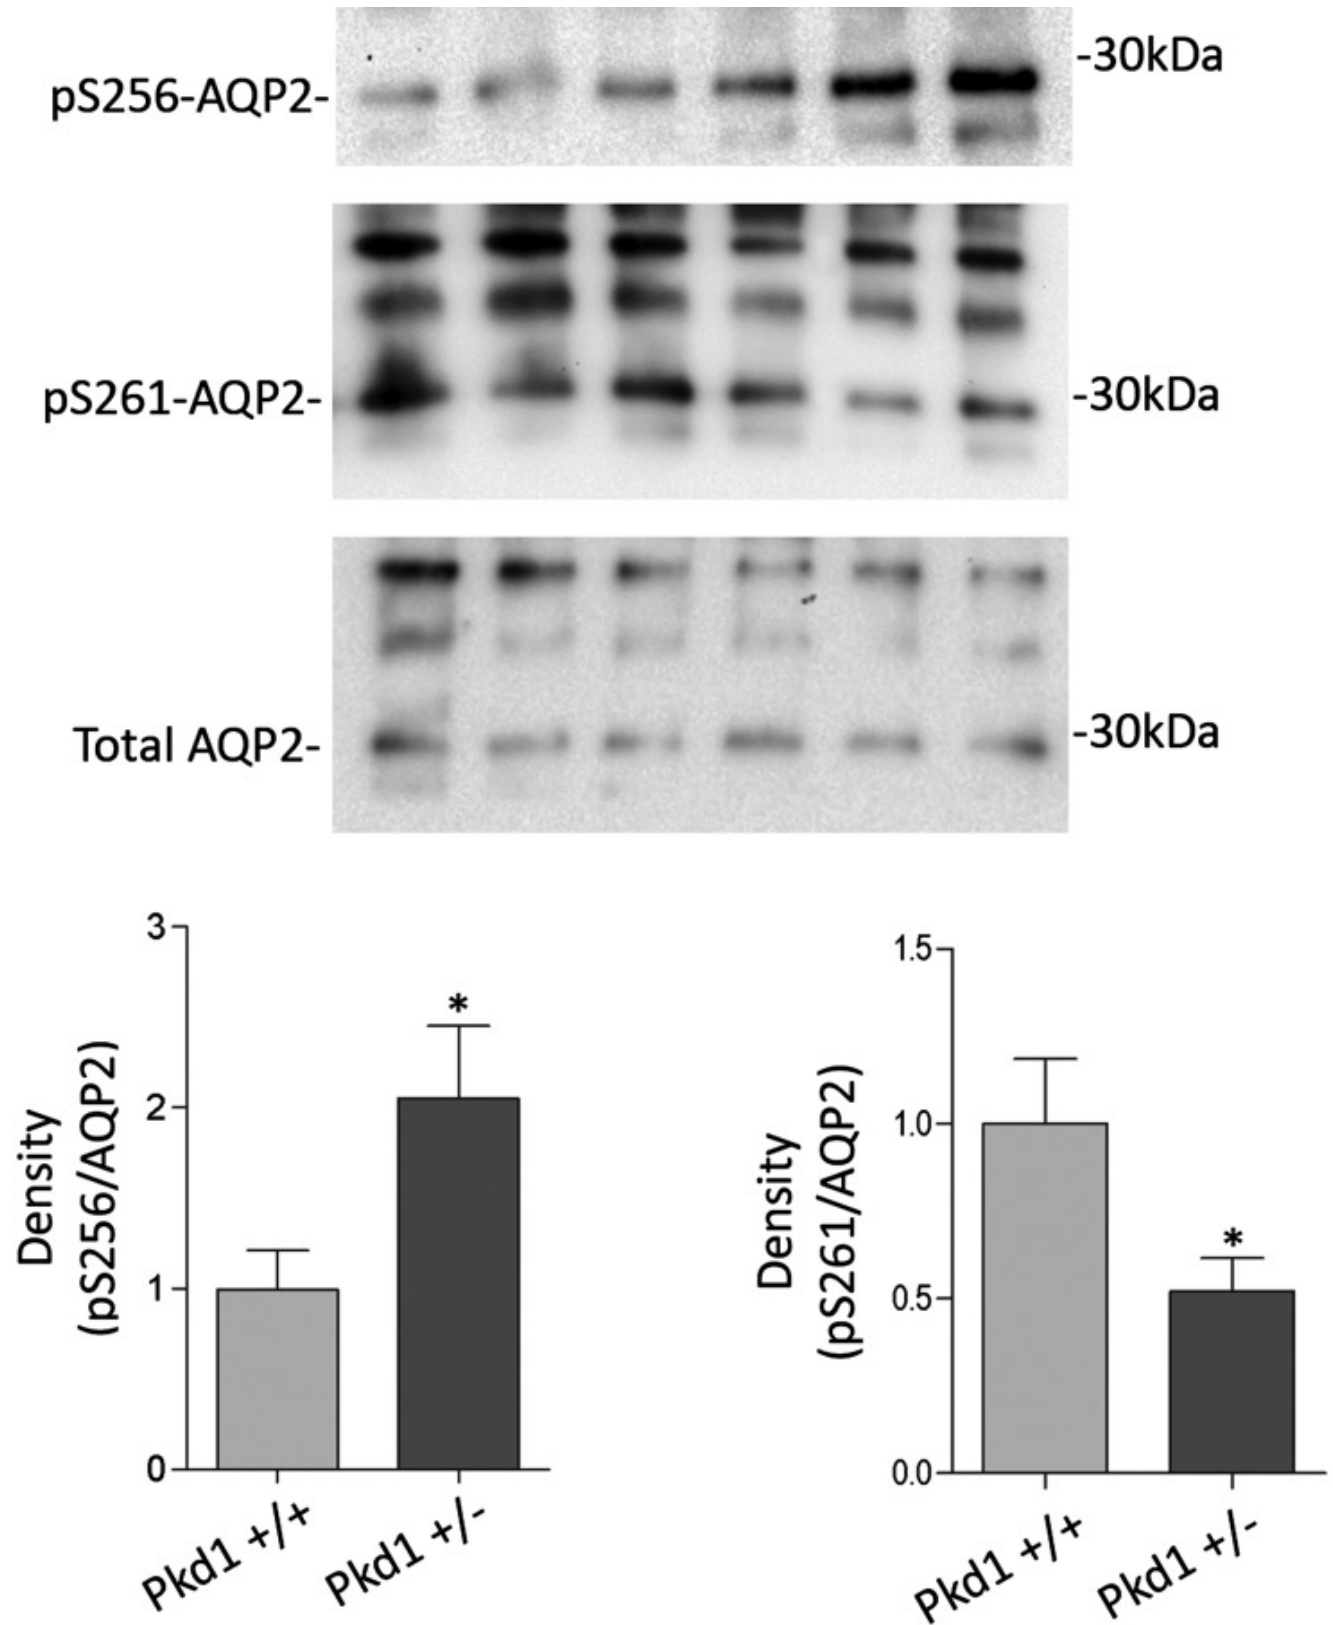 -30kDa
pS256-AQP2-
pS261-AQP2-
-30kDa
Total AQP2-
-30kDa
3
2
1
0
Density
(pS256/AQP2)
*
Pkd1 +/+
Pkd1 +/-
1.5
1.0
0.5
0.0
Density
(pS261/AQP2)
*
Pkd1 +/+
Pkd1 +/-